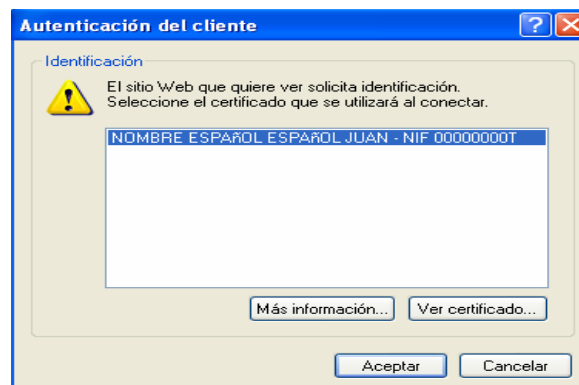 Autenticación del cliente
Identificación
El sitio Web que quiere ver solicita identificación.
Seleccione el certificado que se utilizará al conectar.
NOMBRE ESPAñOL ESPAñOL JUAN - NIF 00000000T
Más información... Ver certificado...
Aceptar Cancelar